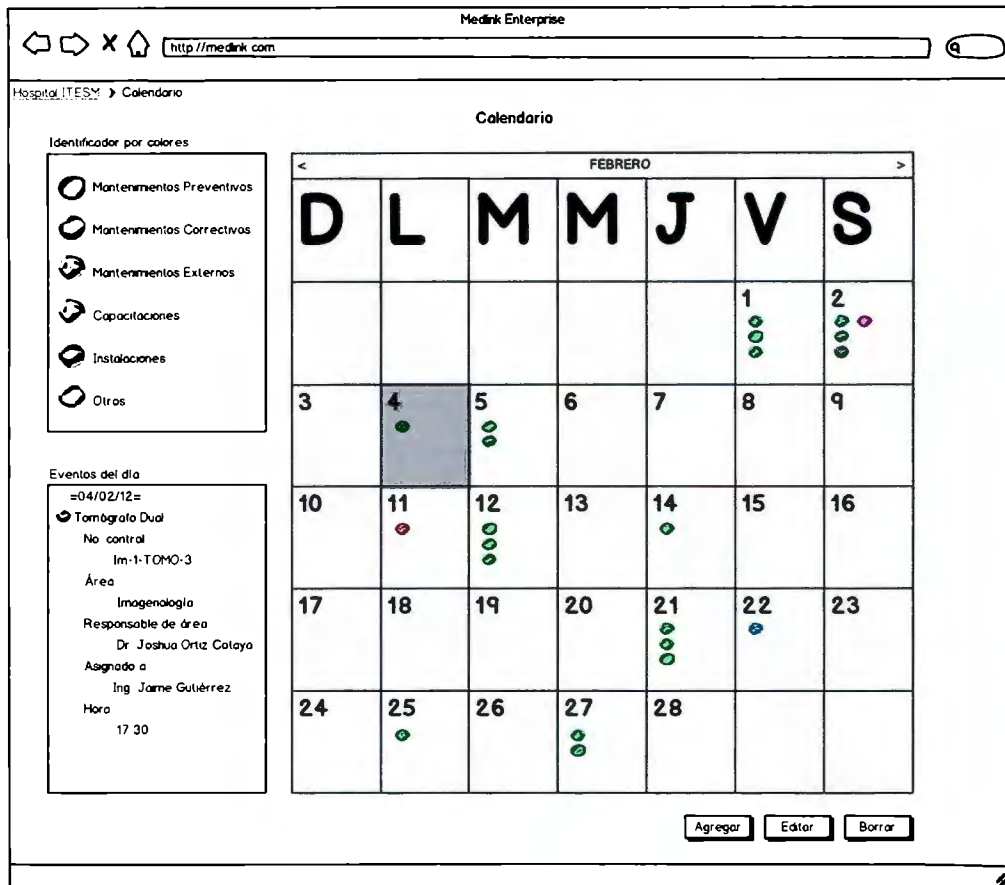 Medink Enterprise
http //medink com
Hospital ITESM > Calendario
Calendario
Identificador por colores
Mantenimientos Preventivos
Mantenimientos Correctivos
Mantenimientos Externos
Capacitaciones
Instalaciones
Otros
Eventos del día
=04/02/12=
Tomógrafo Dual
No control
Im-1-TOMO-3
Área
Imagenología
Responsable de área
Dr Joshua Ortiz Calaya
Asignado a
Ing Jaime Gutiérrez
Hora
17 30
< FEBRERO >
D L M M J V S
1 2
3 4 5 6 7 8 9
10 11 12 13 14 15 16
17 18 19 20 21 22 23
24 25 26 27 28
Agregar Editar Borrar